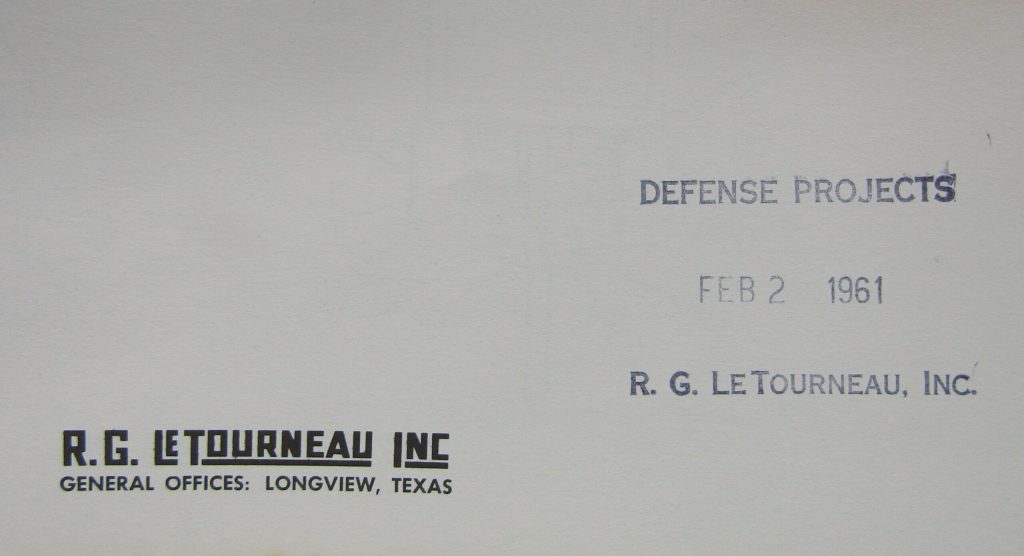 DEFENSE PROJECTS
FEB 2 1961
R. G. LETOURNEAU, INC.
R.G. LETOURNEAU INC
GENERAL OFFICES: LONGVIEW, TEXAS